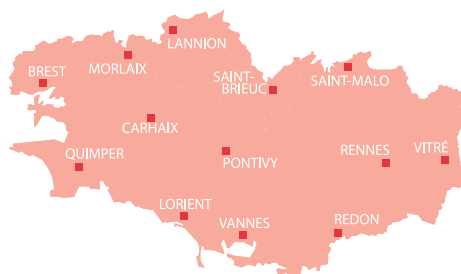 LANNION
MORLAIX
BREST
SAINT-
BRIEUC
SAINT-MALO
CARHAIX
QUIMPER
PONTIVY
RENNES
VITRÉ
LORIENT
VANNES
REDON